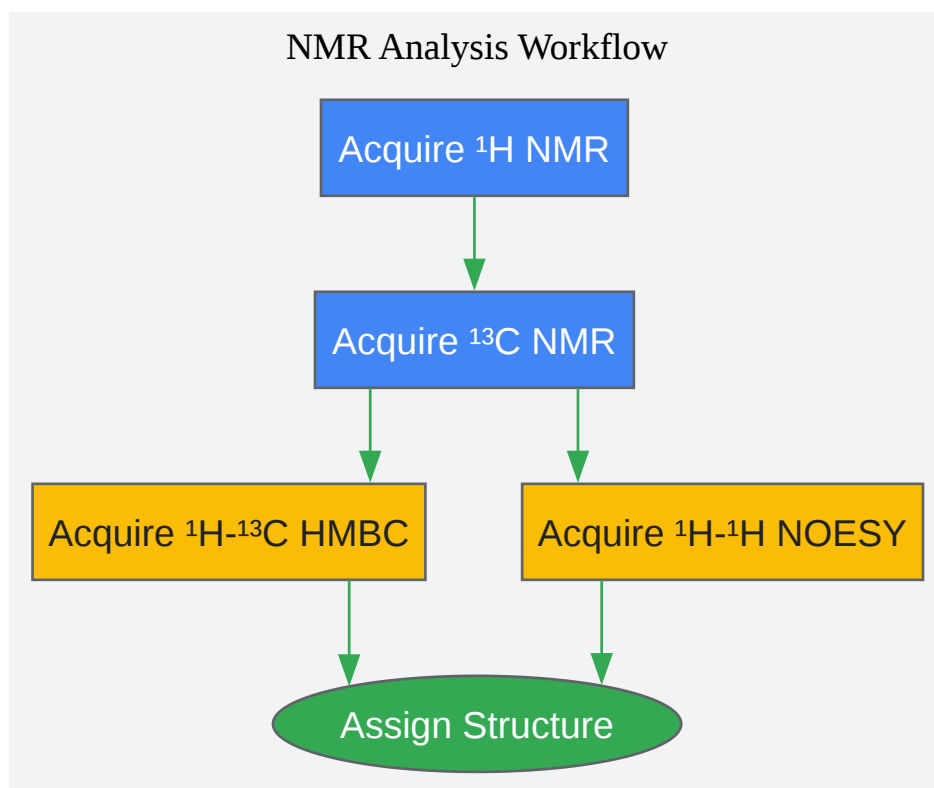 NMR Analysis Workflow
Acquire ¹H NMR
Acquire ¹³C NMR
Acquire ¹H-¹³C HMBC
Acquire ¹H-¹H NOESY
Assign Structure